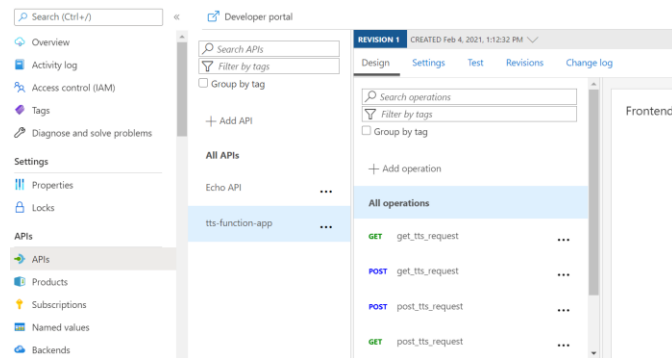 Search (Ctrl+/)
«
Overview
Activity log
Access control (IAM)
Tags
Diagnose and solve problems
Settings
Properties
Locks
APIs
APIs
Products
Subscriptions
Named values
Backends
Developer portal
Search APIs
Filter by tags
Group by tag
+ Add API
All APIs
Echo API
...
tts-function-app
...
REVISION 1 CREATED Feb 4, 2021, 1:12:32 PM
Design Settings Test Revisions Change log
Search operations
Filter by tags
Group by tag
+ Add operation
All operations
GET get_tts_request ...
POST get_tts_request ...
POST post_tts_request ...
GET post_tts_request ...
Frontend